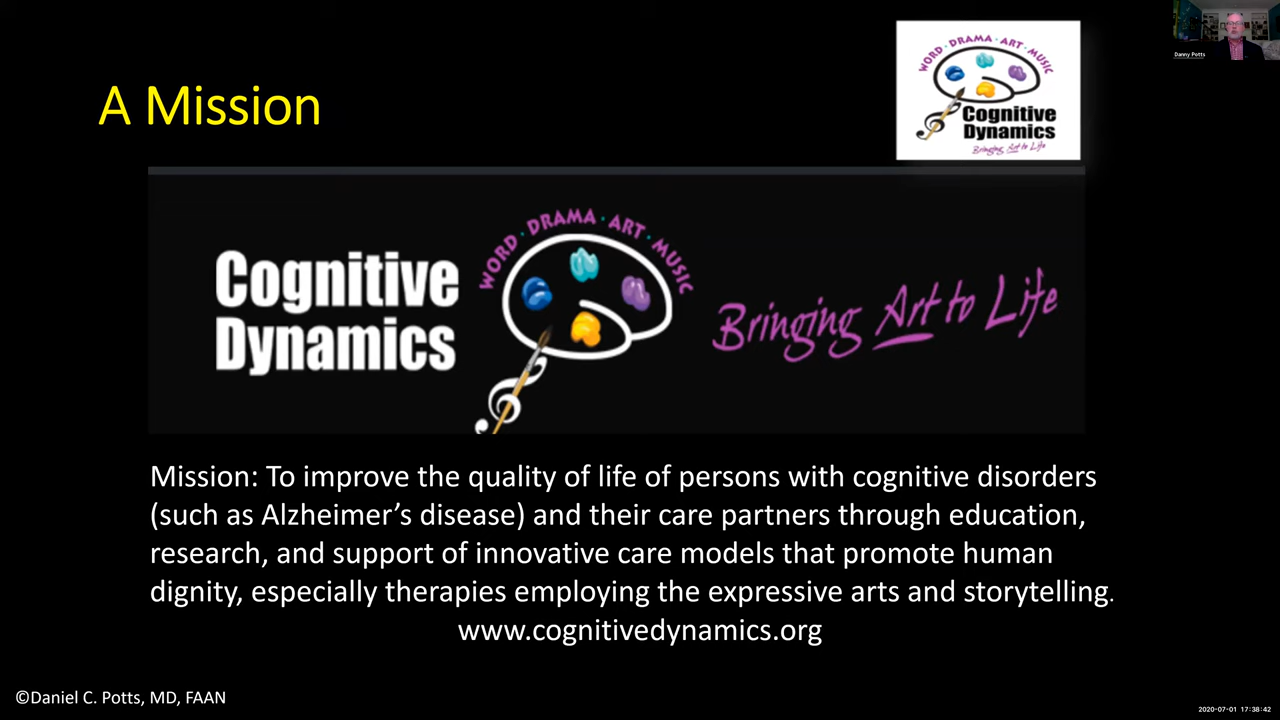 A Mission
WORD · DRAMA · ART · MUSIC
Cognitive
Dynamics
Bringing Art to Life
Danny Potts
Cognitive
Dynamics
WORD · DRAMA · ART · MUSIC
Bringing Art to Life
Mission: To improve the quality of life of persons with cognitive disorders
(such as Alzheimer’s disease) and their care partners through education,
research, and support of innovative care models that promote human
dignity, especially therapies employing the expressive arts and storytelling.
www.cognitivedynamics.org
©Daniel C. Potts, MD, FAAN
2020-07-01 17:38:42